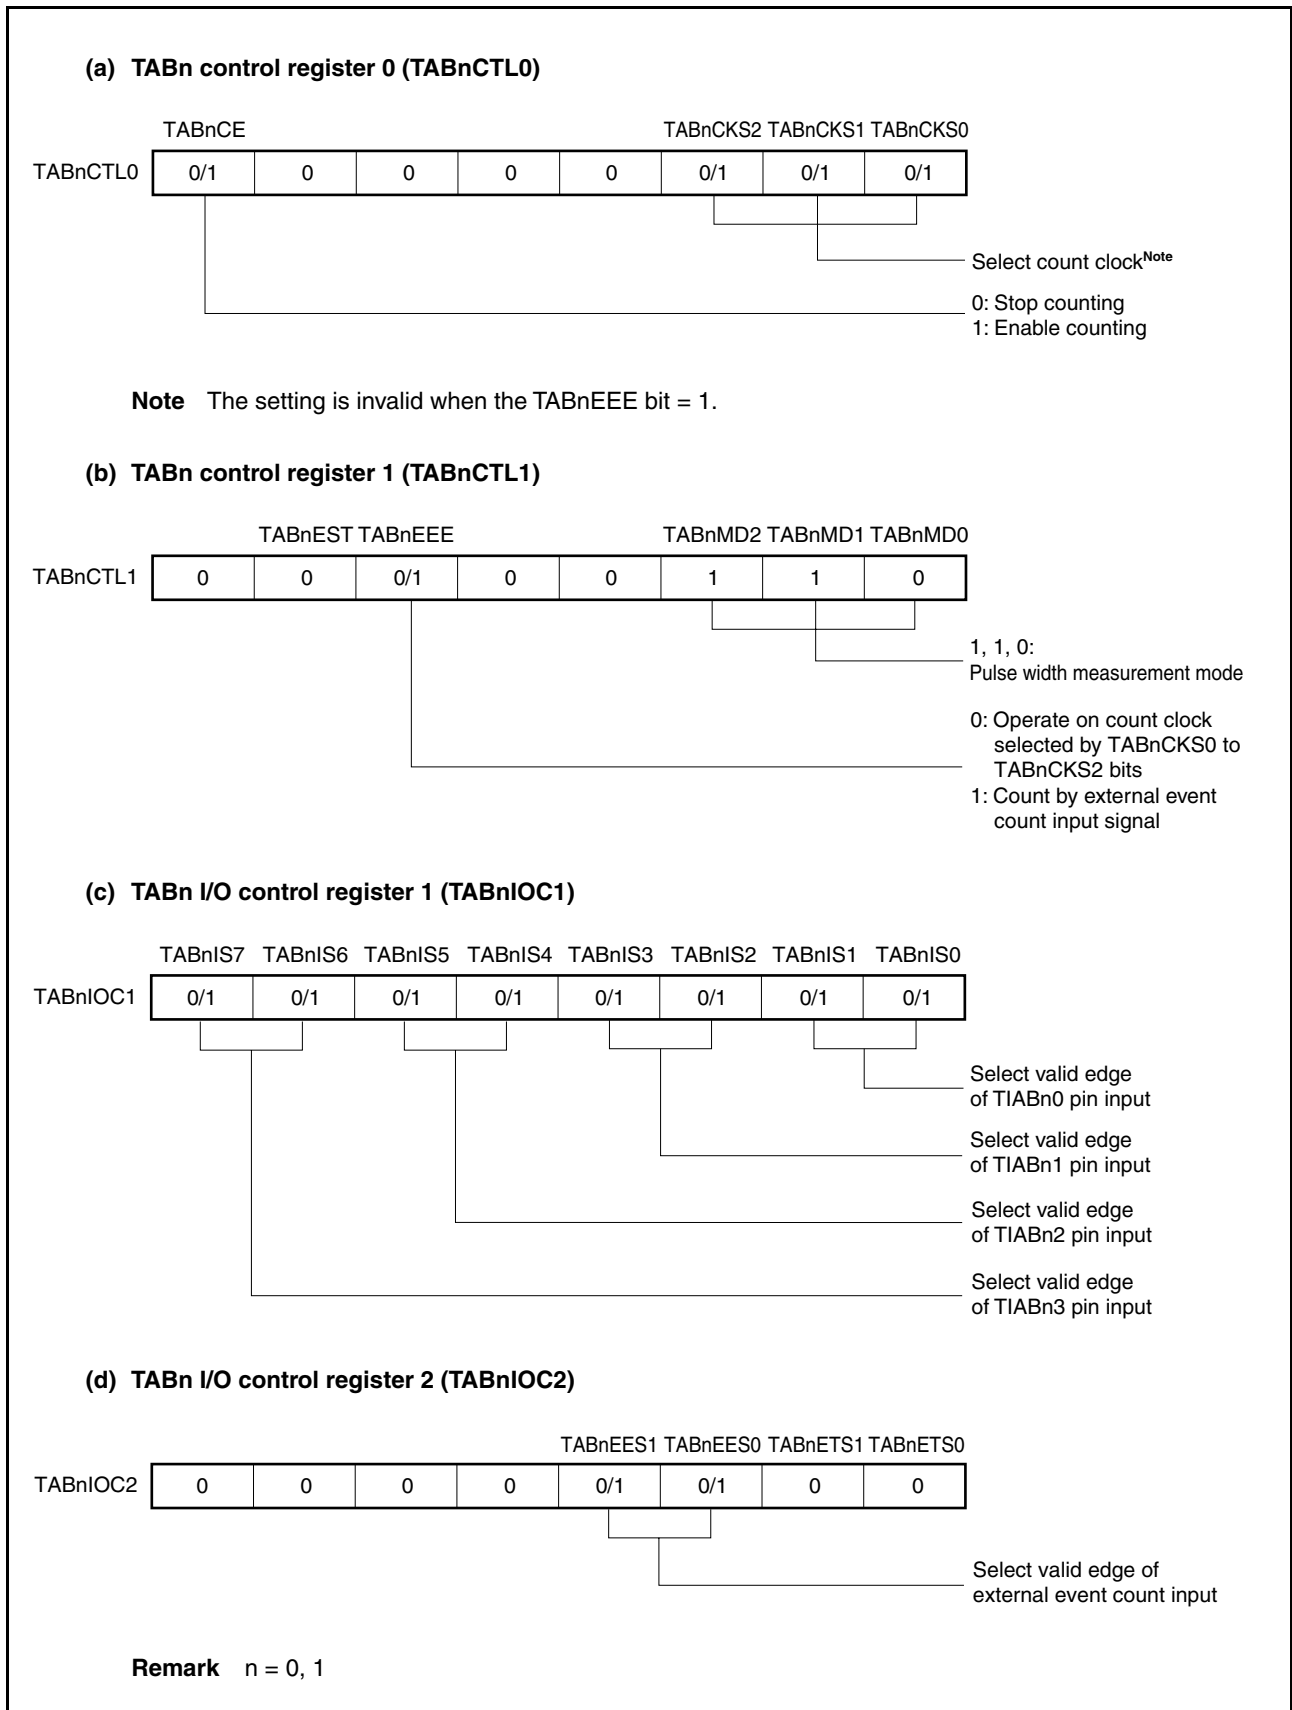 (a) TABn control register 0 (TABnCTL0)
TABnCE TABnCKS2 TABnCKS1 TABnCKS0
TABnCTL0 0/1 0 0 0 0 0/1 0/1 0/1
Select count clockNote
0: Stop counting
1: Enable counting
Note The setting is invalid when the TABnEEE bit = 1.
(b) TABn control register 1 (TABnCTL1)
TABnEST TABnEEE TABnMD2 TABnMD1 TABnMD0
TABnCTL1 0 0 0/1 0 0 1 1 0
1, 1, 0:
Pulse width measurement mode
0: Operate on count clock
selected by TABnCKS0 to
TABnCKS2 bits
1: Count by external event
count input signal
(c) TABn I/O control register 1 (TABnIOC1)
TABnIS7 TABnIS6 TABnIS5 TABnIS4 TABnIS3 TABnIS2 TABnIS1 TABnIS0
TABnIOC1 0/1 0/1 0/1 0/1 0/1 0/1 0/1 0/1
Select valid edge
of TIABn0 pin input
Select valid edge
of TIABn1 pin input
Select valid edge
of TIABn2 pin input
Select valid edge
of TIABn3 pin input
(d) TABn I/O control register 2 (TABnIOC2)
TABnEES1 TABnEES0 TABnETS1 TABnETS0
TABnIOC2 0 0 0 0 0/1 0/1 0 0
Select valid edge of
external event count input
Remark n = 0, 1